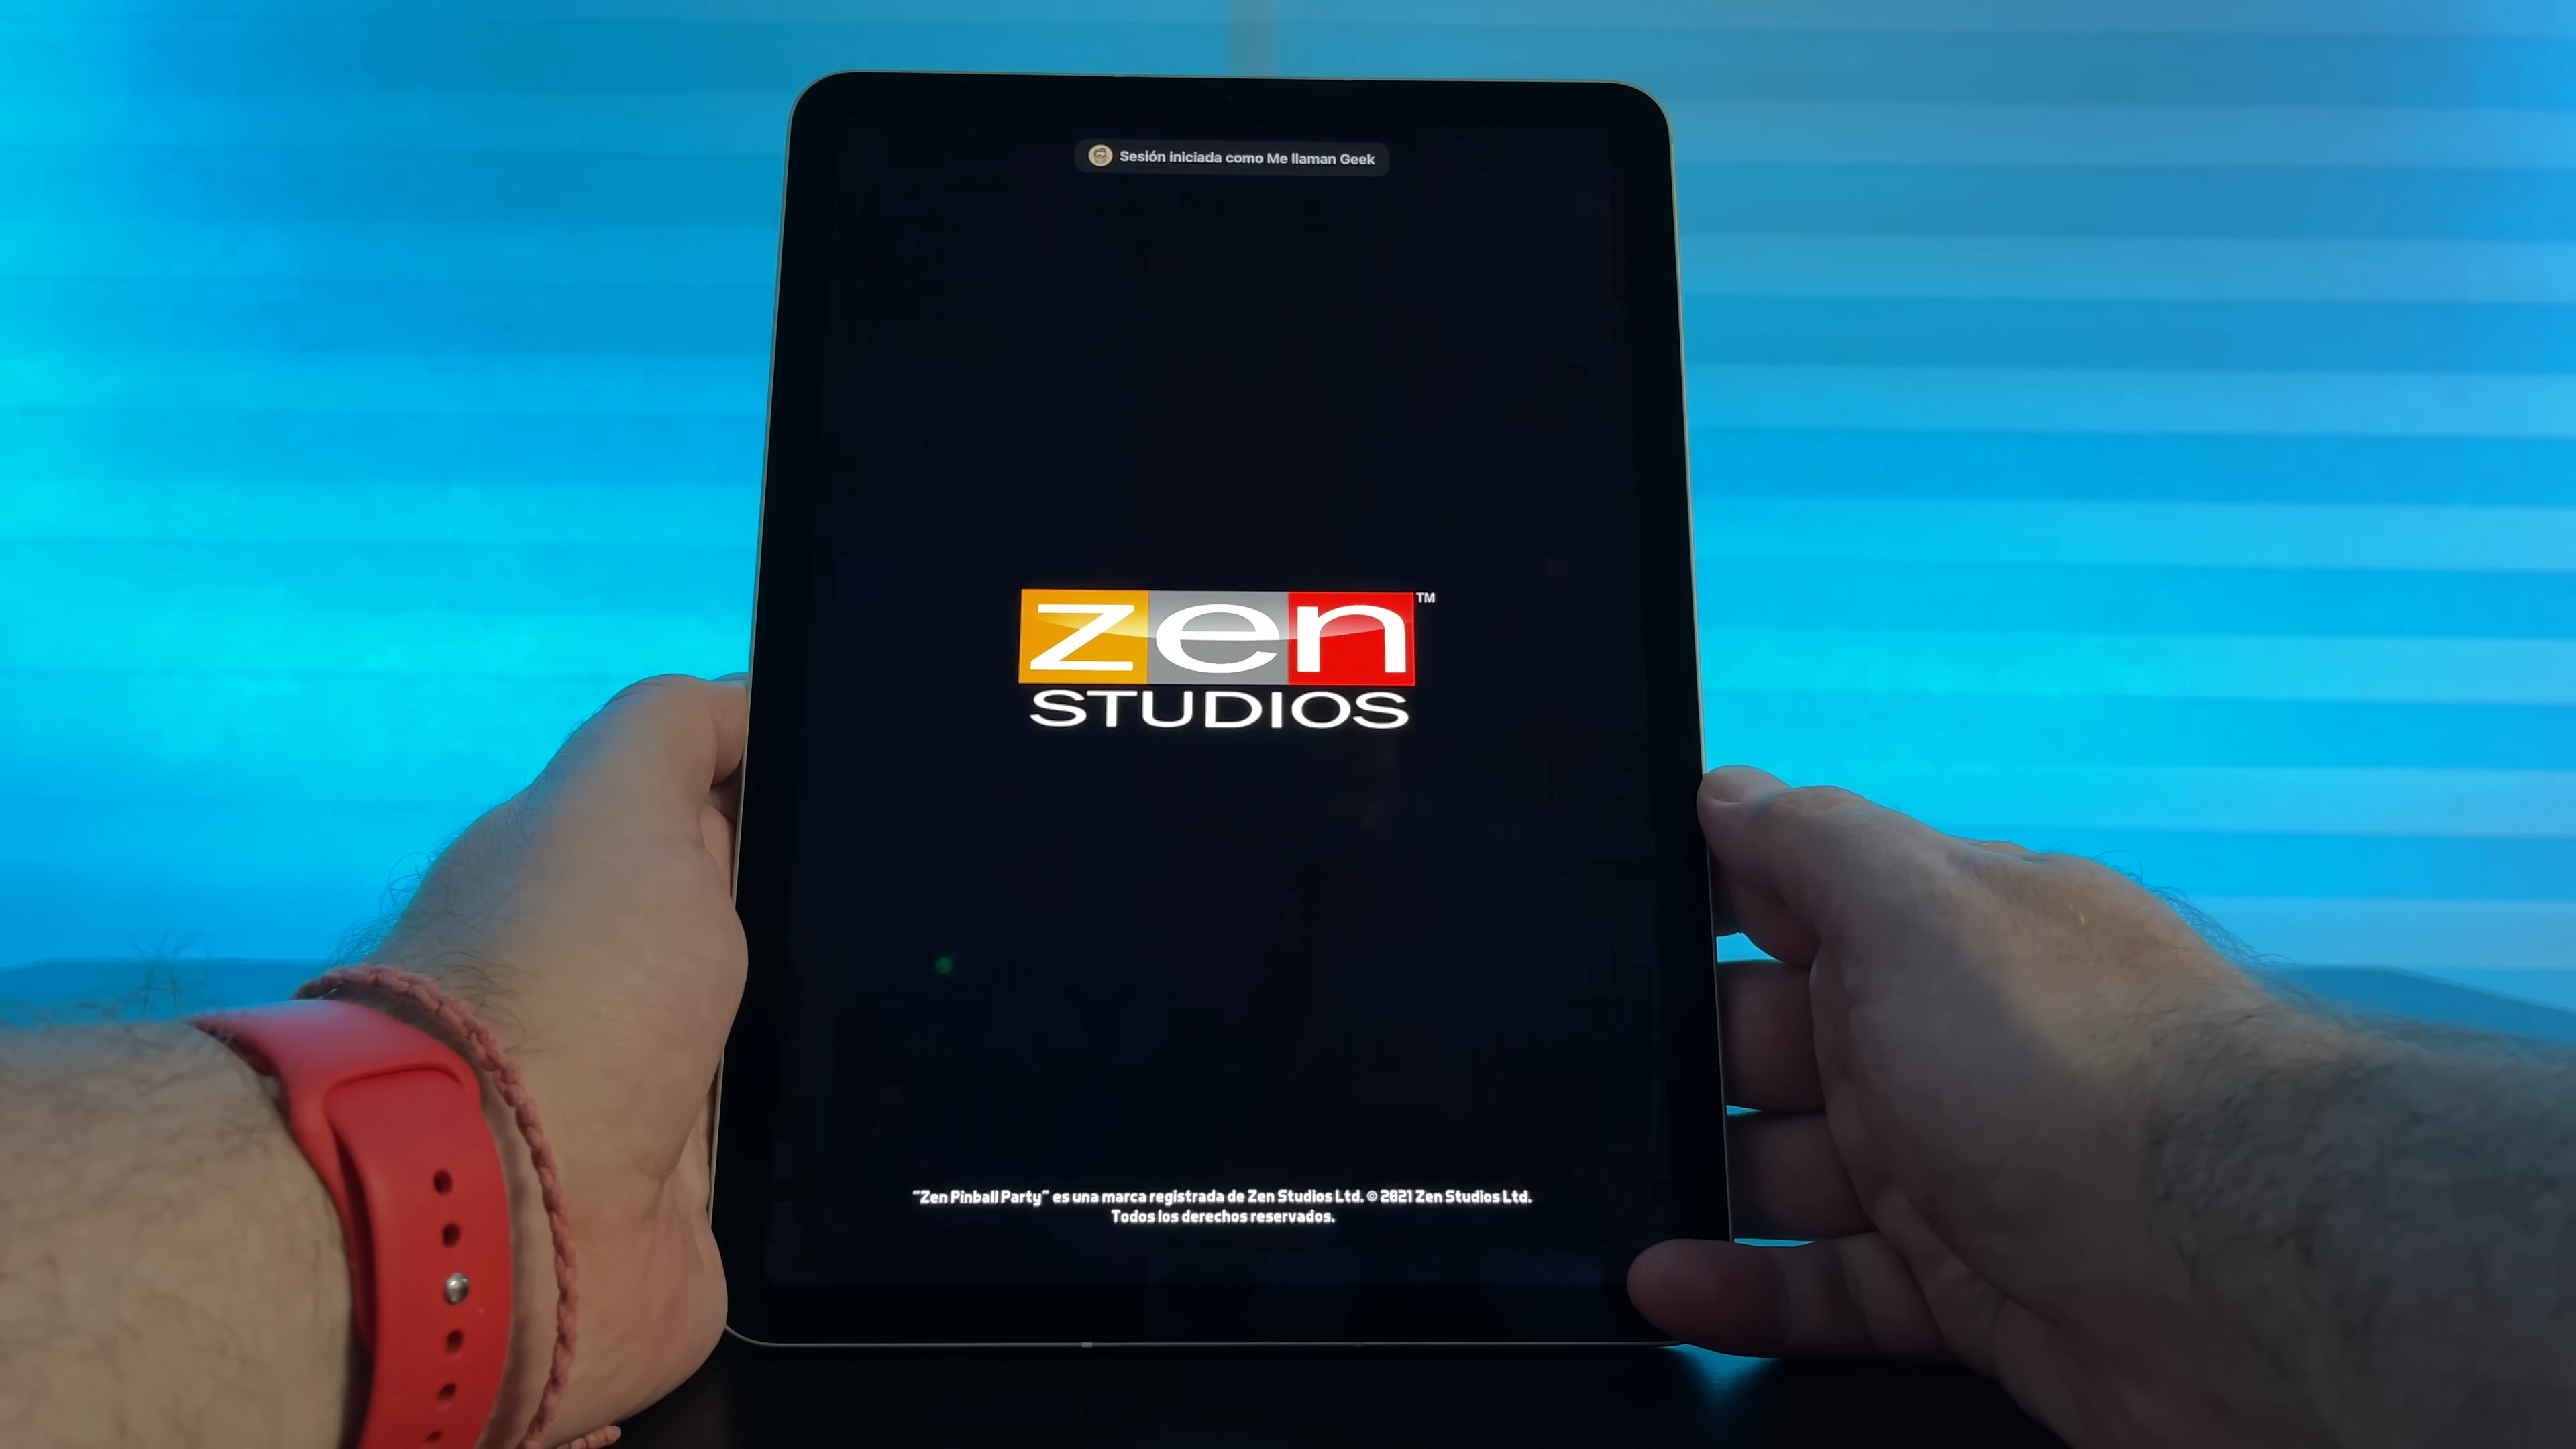 Sesión iniciada como Me llaman Geek
zen™
STUDIOS
"Zen Pinball Party" es una marca registrada de Zen Studios Ltd. © 2021 Zen Studios Ltd.
Todos los derechos reservados.